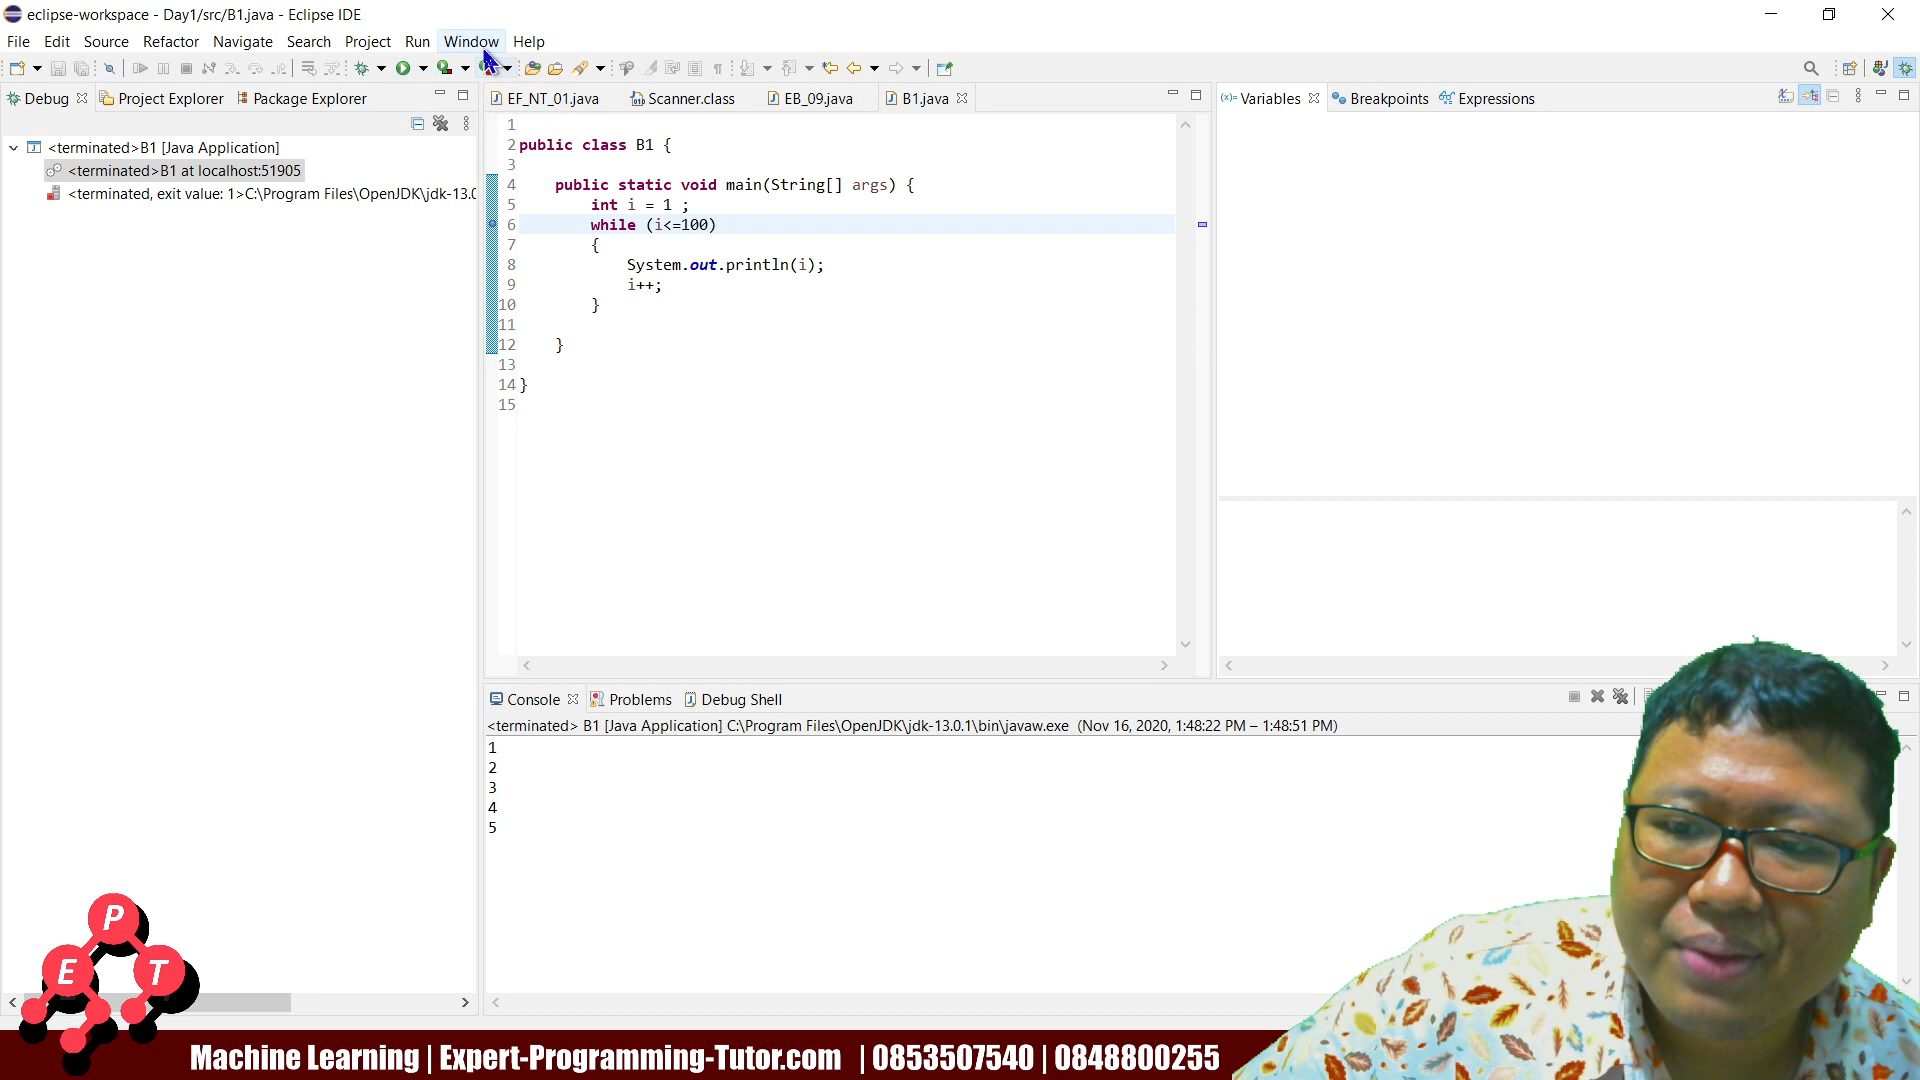 eclipse-workspace - Day1/src/B1.java - Eclipse IDE
File Edit Source Refactor Navigate Search Project Run Window Help
Debug Project Explorer Package Explorer
<terminated>B1 [Java Application]
<terminated>B1 at localhost:51905
<terminated, exit value: 1>C:\Program Files\OpenJDK\jdk-13.0
EF_NT_01.java Scanner.class EB_09.java B1.java
1
2 public class B1 {
3
4 public static void main(String[] args) {
5 int i = 1 ;
6 while (i<=100)
7 {
8 System.out.println(i);
9 i++;
10 }
11
12 }
13
14 }
15
Variables Breakpoints Expressions
Console Problems Debug Shell
<terminated> B1 [Java Application] C:\Program Files\OpenJDK\jdk-13.0.1\bin\javaw.exe (Nov 16, 2020, 1:48:22 PM – 1:48:51 PM)
1
2
3
4
5
P
E T
Machine Learning | Expert-Programming-Tutor.com | 0853507540 | 0848800255